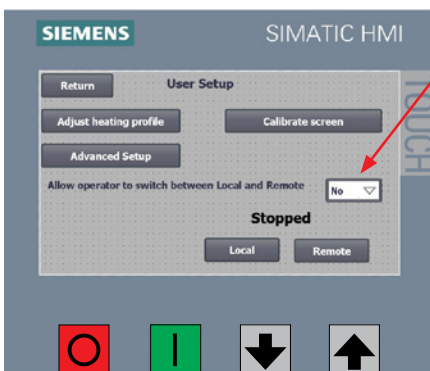 SIEMENS SIMATIC HMI
TOUCH
Return User Setup
Adjust heating profile Calibrate screen
Advanced Setup
Allow operator to switch between Local and Remote No
Stopped
Local Remote